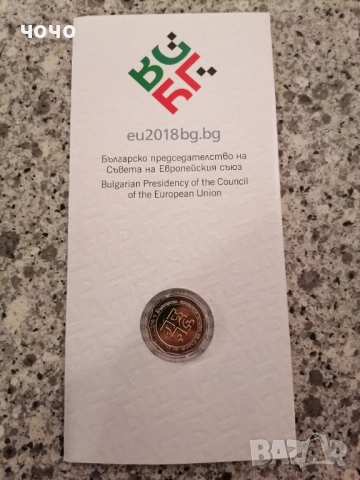 чочо
eu2018bg.bg
Българско председателство на
Съвета на Европейския съюз
Bulgarian Presidency of the Council
of the European Union
BAZAR